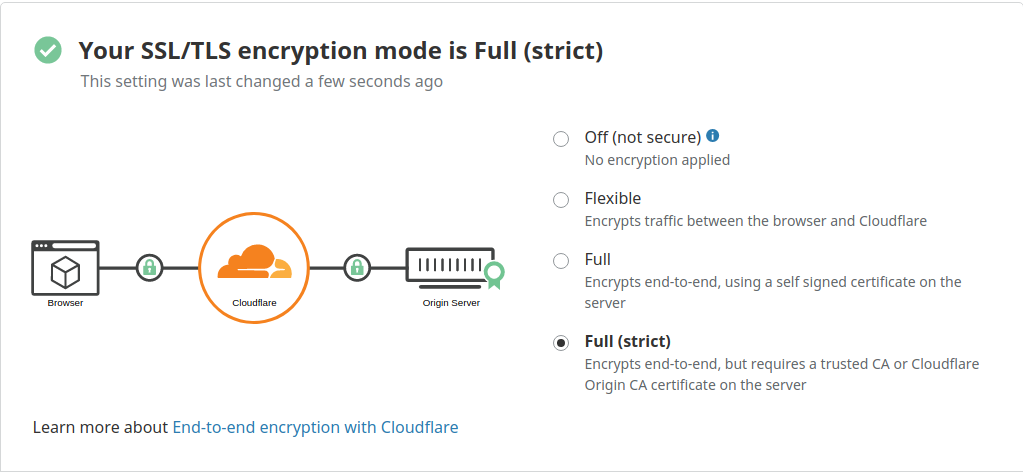 Your SSL/TLS encryption mode is Full (strict)
This setting was last changed a few seconds ago
Browser
Cloudflare
Origin Server
Off (not secure)
No encryption applied
Flexible
Encrypts traffic between the browser and Cloudflare
Full
Encrypts end-to-end, using a self signed certificate on the
server
Full (strict)
Encrypts end-to-end, but requires a trusted CA or Cloudflare
Origin CA certificate on the server
Learn more about End-to-end encryption with Cloudflare